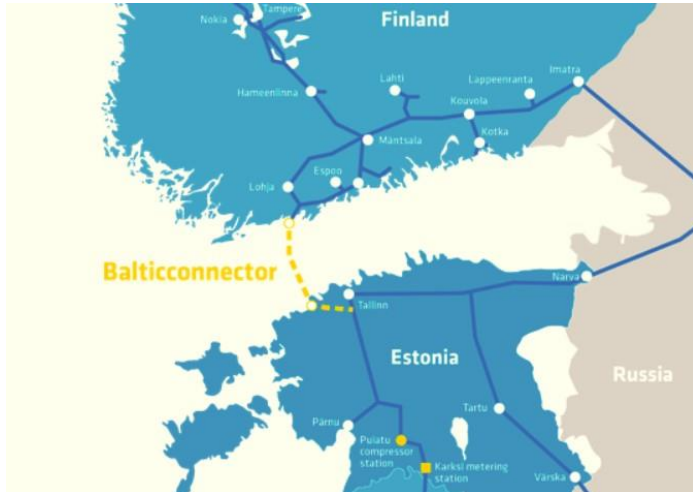 Tampere
Nokia
Finland
Hameenlinna
Lahti
Lappeenranta
Imatra
Kouvola
Kotka
Mäntsala
Espoo
Lohja
Balticconnector
Narva
Tallinn
Estonia
Russia
Pärnu
Tartu
Puiatu
compressor
station
Karksi metering
station
Värska